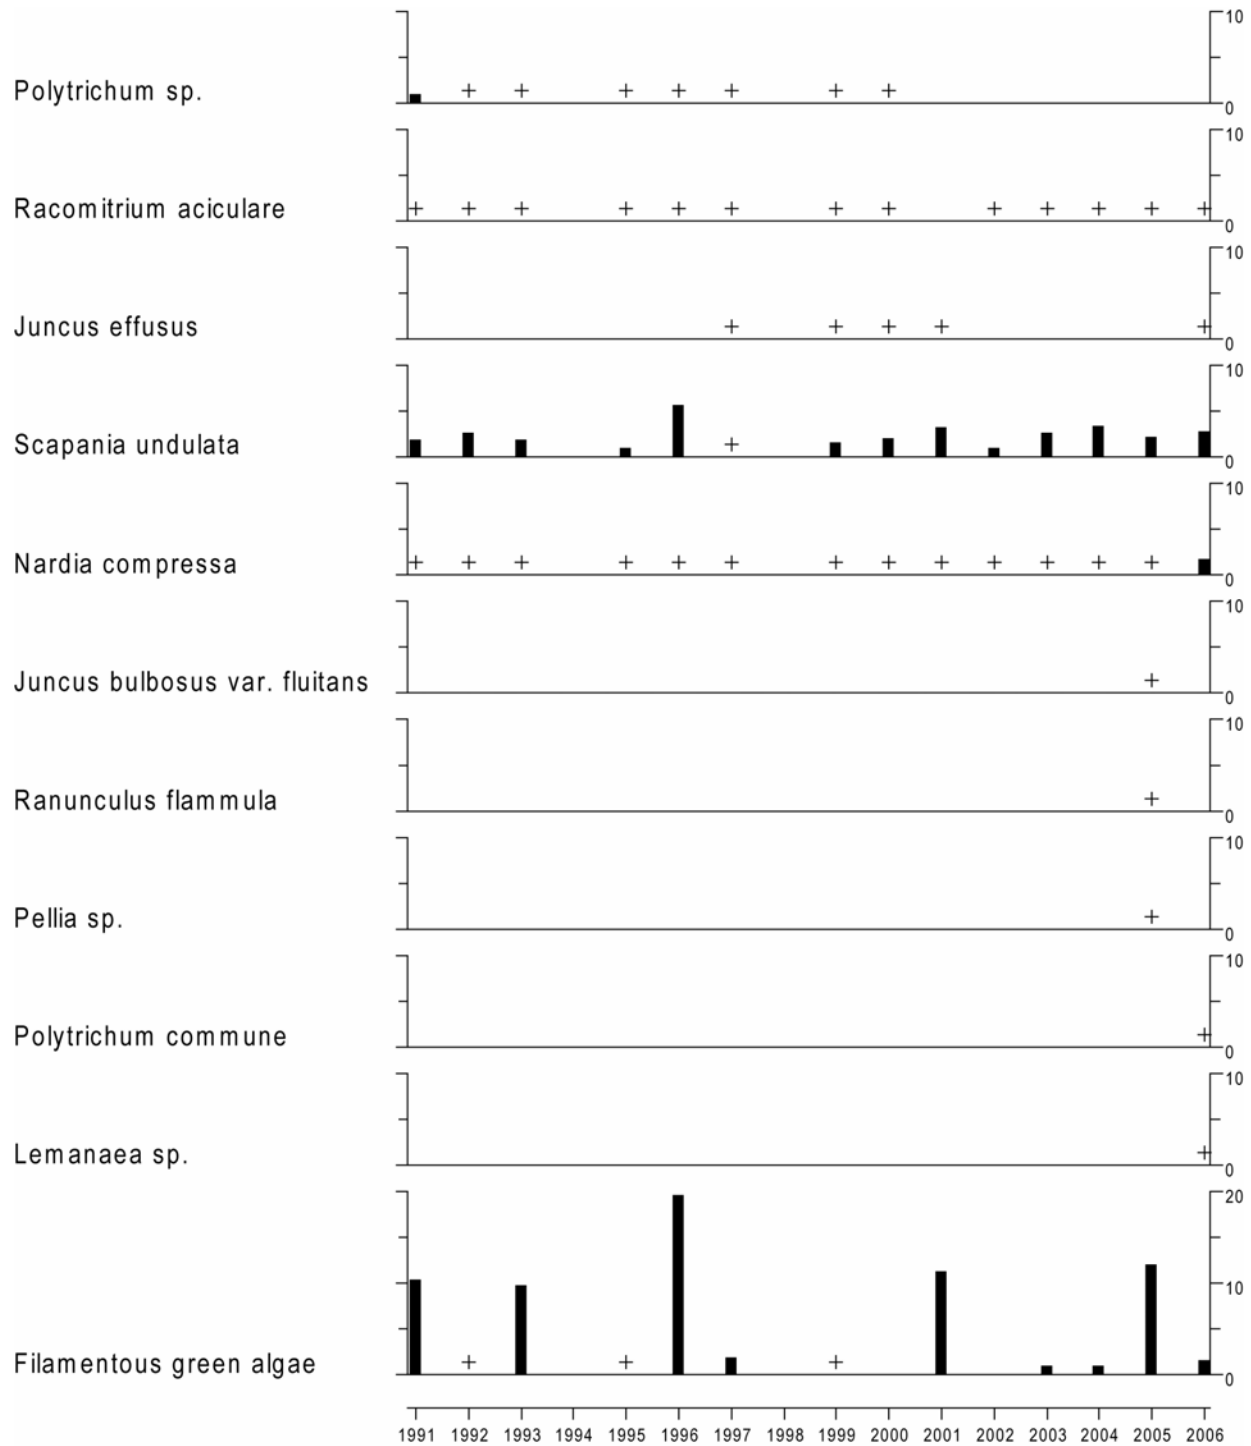 10
Polytrichum sp.
0
10
Racomitrium aciculare
0
10
Juncus effusus
0
10
Scapania undulata
0
10
Nardia compressa
0
10
Juncus bulbosus var. fluitans
0
10
Ranunculus flammula
0
10
Pellia sp.
0
10
Polytrichum commune
0
10
Lemanaea sp.
0
20
10
Filamentous green algae
0
1991 1992 1993 1994 1995 1996 1997 1998 1999 2000 2001 2002 2003 2004 2005 2006